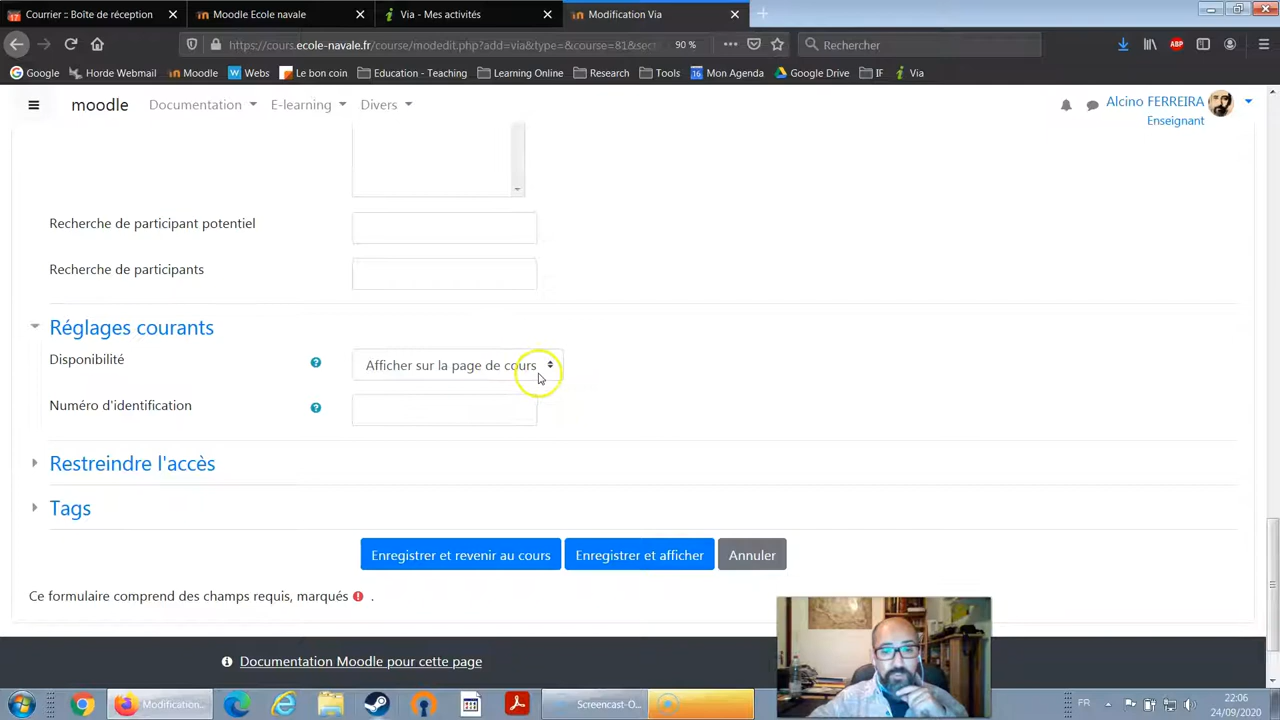 Courrier :: Boîte de réception
Moodle Ecole navale
Via - Mes activités
Modification Via
https://cours.ecole-navale.fr/course/modedit.php?add=via&type=&course=81&sec
90 %
Rechercher
Google
Horde Webmail
Moodle
Webs
Le bon coin
Education - Teaching
Learning Online
Research
Tools
Mon Agenda
Google Drive
IF
Via
moodle
Documentation
E-learning
Divers
Alcino FERREIRA
Enseignant
Recherche de participant potentiel
Recherche de participants
Réglages courants
Disponibilité
Afficher sur la page de cours
Numéro d'identification
Restreindre l'accès
Tags
Enregistrer et revenir au cours
Enregistrer et afficher
Annuler
Ce formulaire comprend des champs requis, marqués .
Documentation Moodle pour cette page
Modification...
Screencast-O...
FR
22:06
24/09/2020